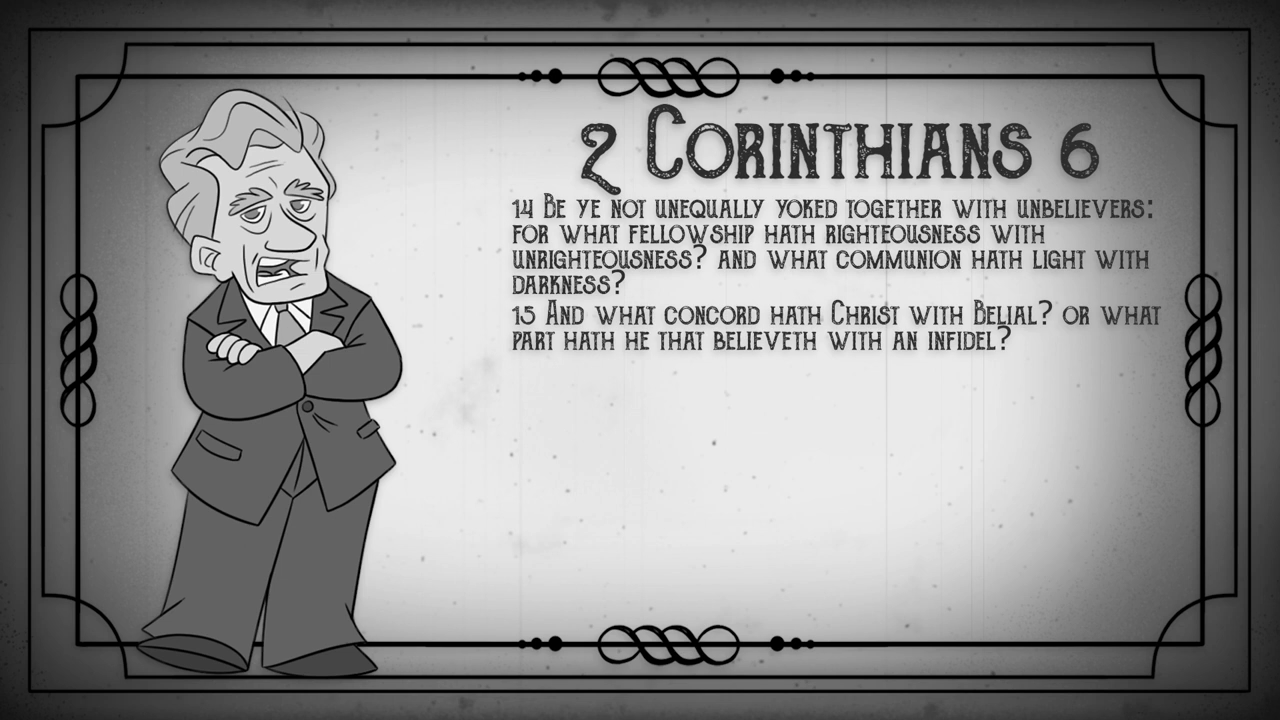 2 Corinthians 6
14 Be ye not unequally yoked together with unbelievers:
for what fellowship hath righteousness with
unrighteousness? and what communion hath light with
darkness?
15 And what concord hath Christ with Belial? or what
part hath he that believeth with an infidel?